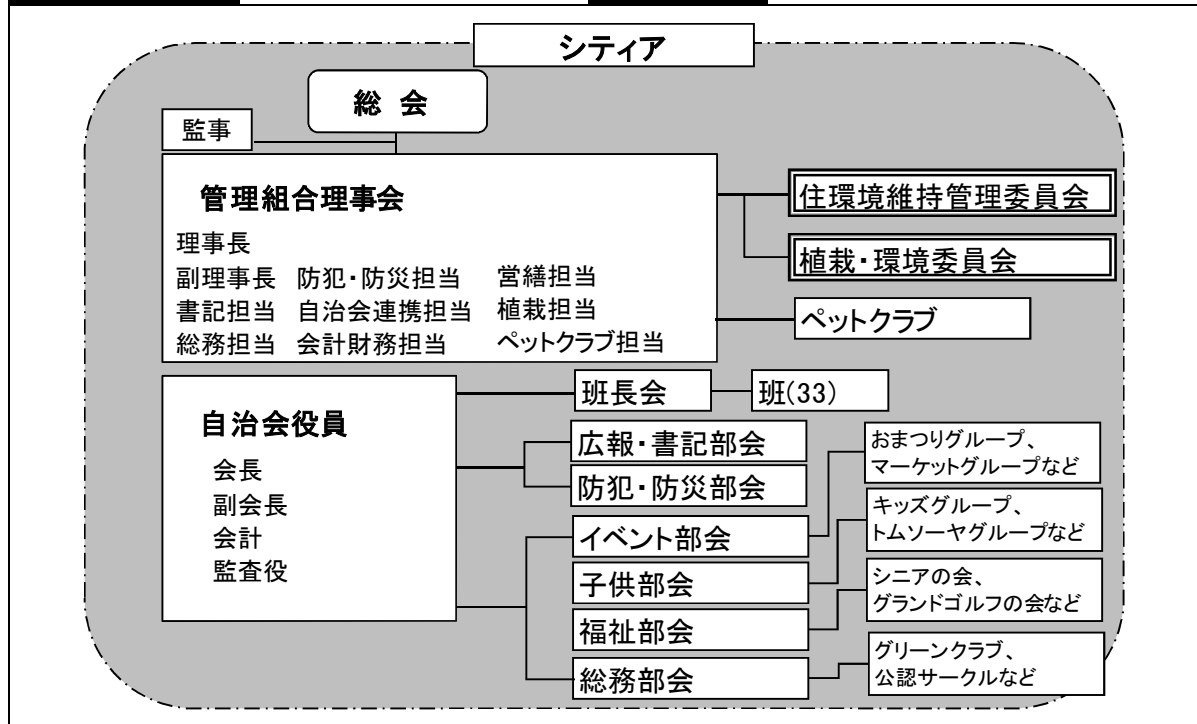 シティア
総 会
監事
管理組合理事会
理事長
副理事長 防犯・防災担当 営繕担当
書記担当 自治会連携担当 植栽担当
総務担当 会計財務担当 ペットクラブ担当
住環境維持管理委員会
植栽・環境委員会
ペットクラブ
自治会役員
会長
副会長
会計
監査役
班長会
班(33)
広報・書記部会
防犯・防災部会
イベント部会
子供部会
福祉部会
総務部会
おまつりグループ、
マーケットグループなど
キッズグループ、
トムソーヤグループなど
シニアの会、
グランドゴルフの会など
グリーンクラブ、
公認サークルなど